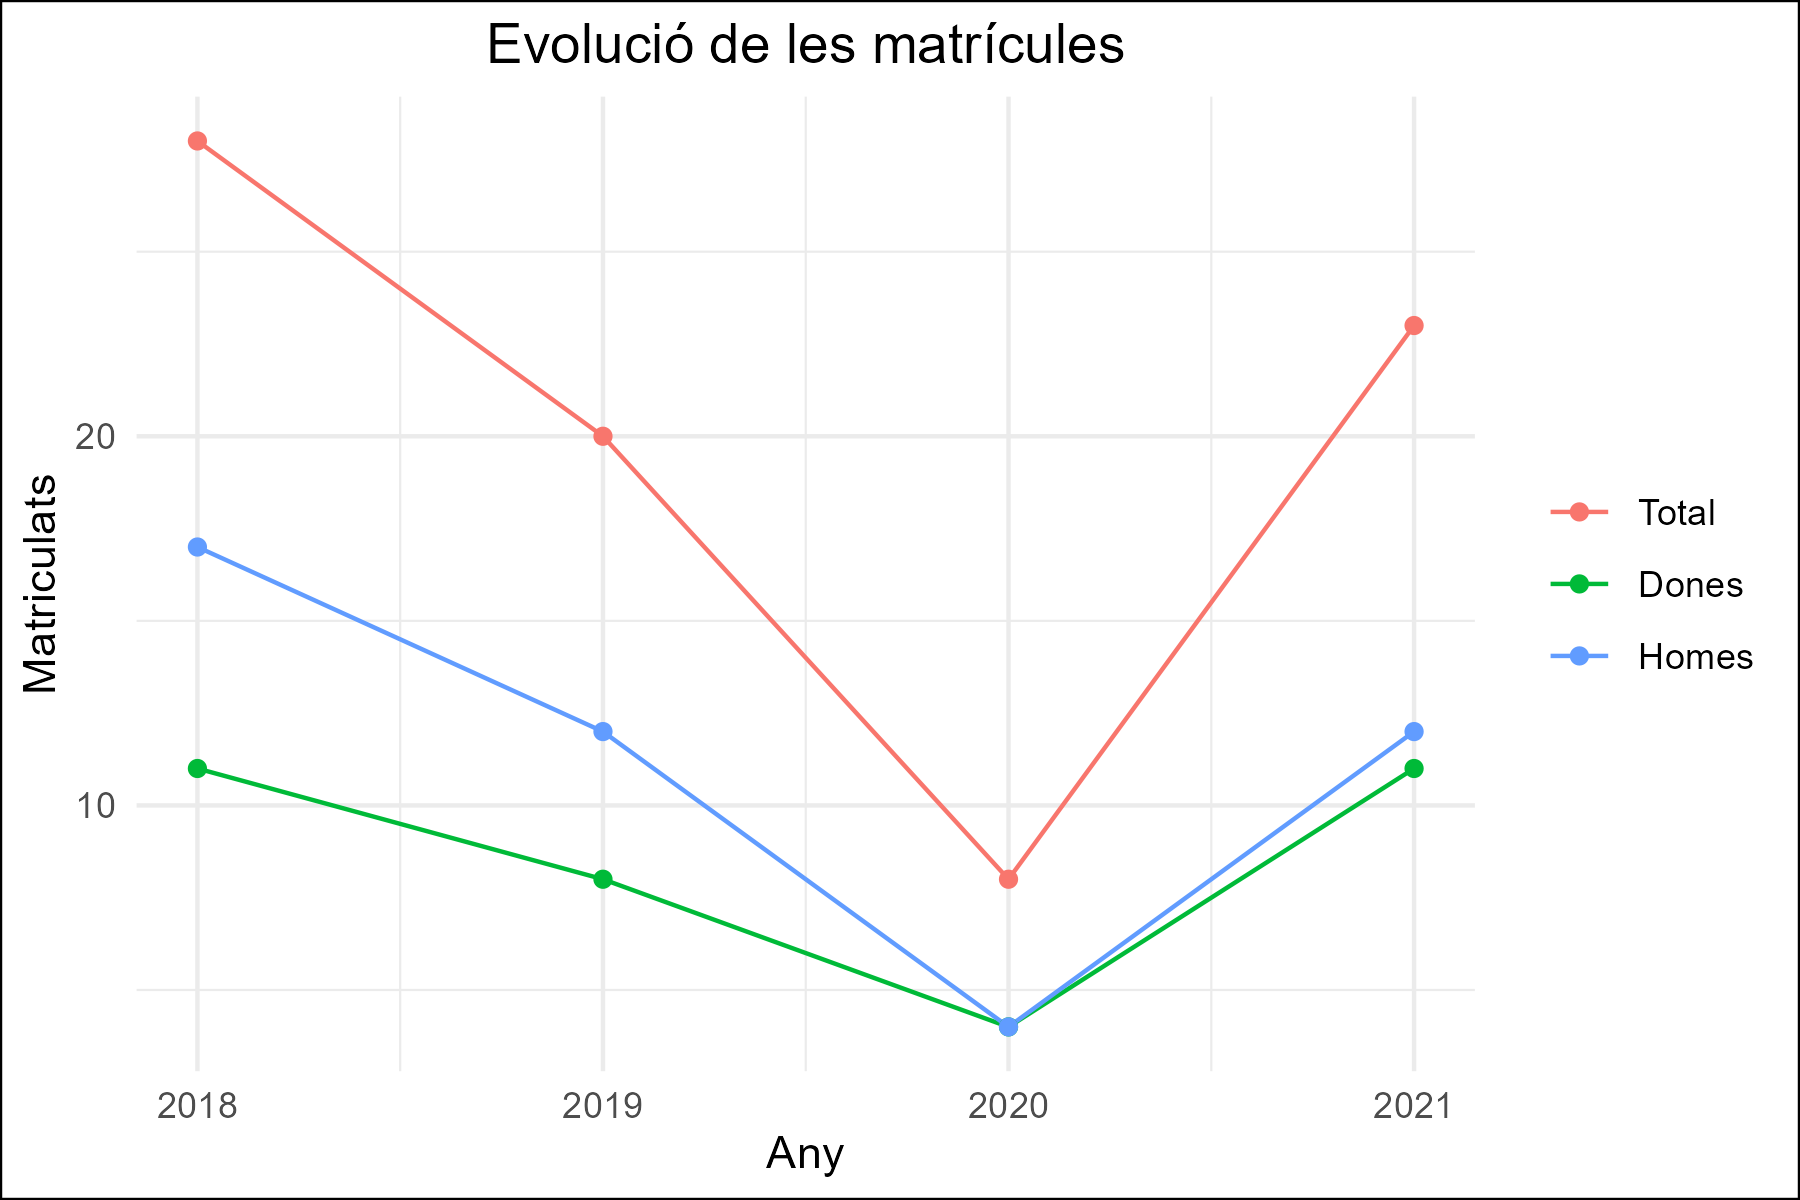 Evolució de les matrícules
Matriculats
20
10
2018
2019
2020
2021
Any
Total
Dones
Homes